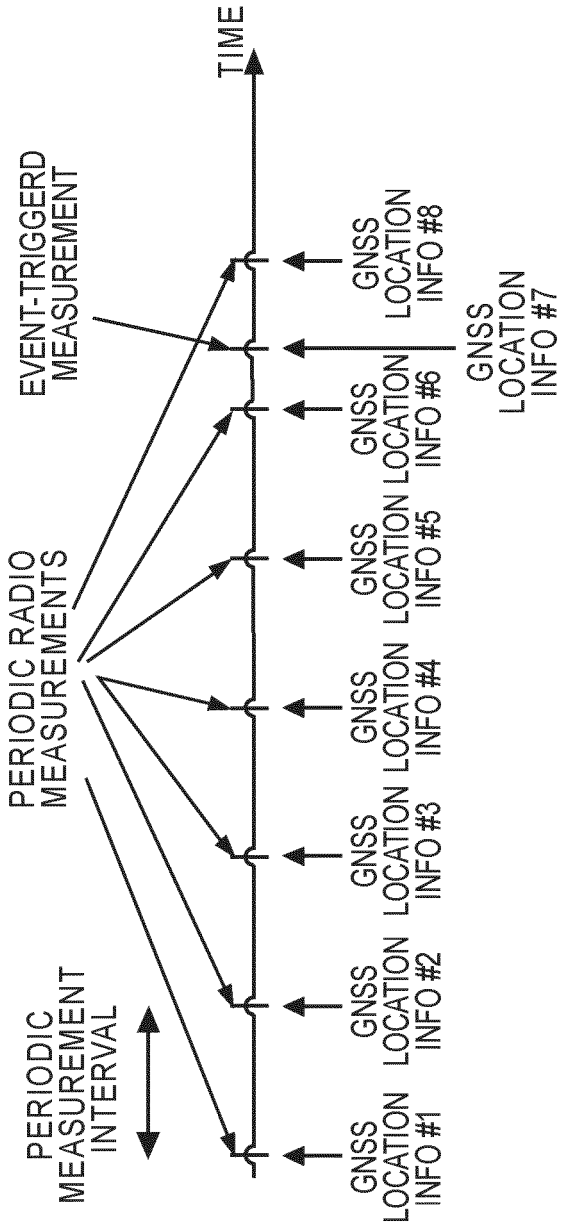 PERIODIC
MEASUREMENT
INTERVAL
PERIODIC RADIO
MEASUREMENTS
EVENT-TRIGGERD
MEASUREMENT
TIME
GNSS
LOCATION
INFO #1
GNSS
LOCATION
INFO #2
GNSS
LOCATION
INFO #3
GNSS
LOCATION
INFO #4
GNSS
LOCATION
INFO #5
GNSS
LOCATION
INFO #6
GNSS
LOCATION
INFO #7
GNSS
LOCATION
INFO #8